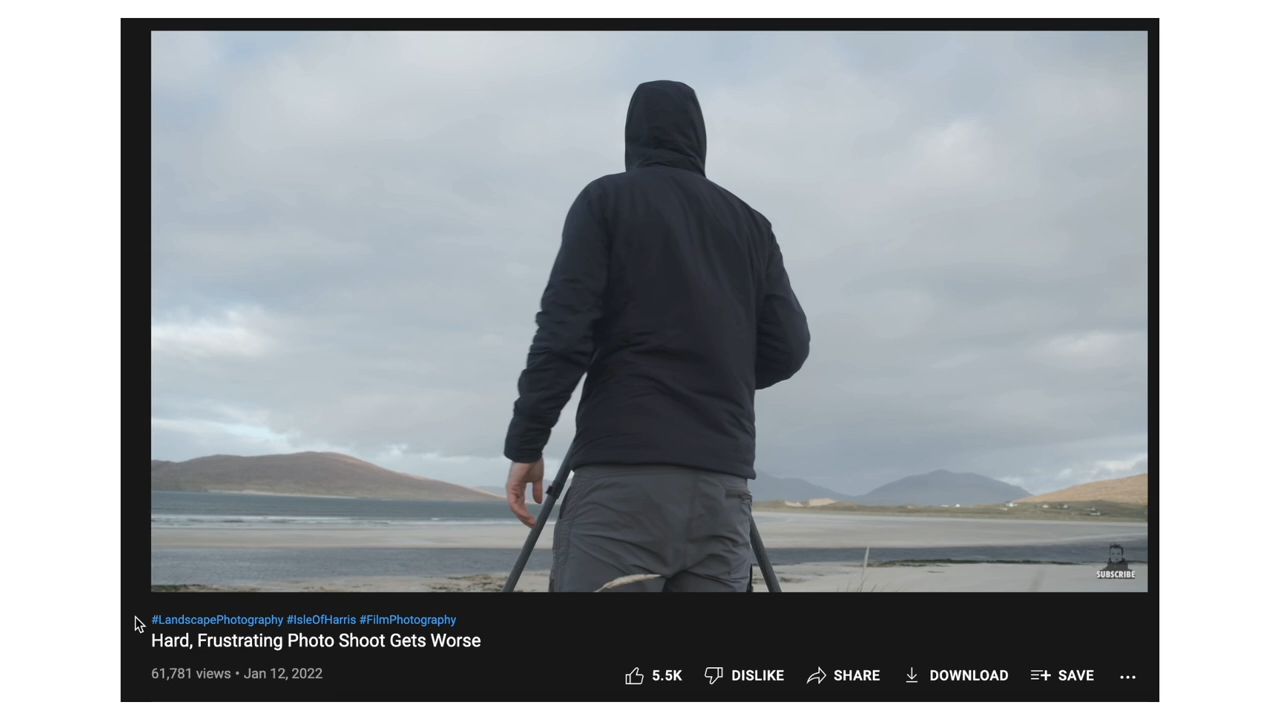 SUBSCRIBE
#LandscapePhotography #IsleOfHarris #FilmPhotography
Hard, Frustrating Photo Shoot Gets Worse
61,781 views • Jan 12, 2022
5.5K DISLIKE SHARE DOWNLOAD SAVE